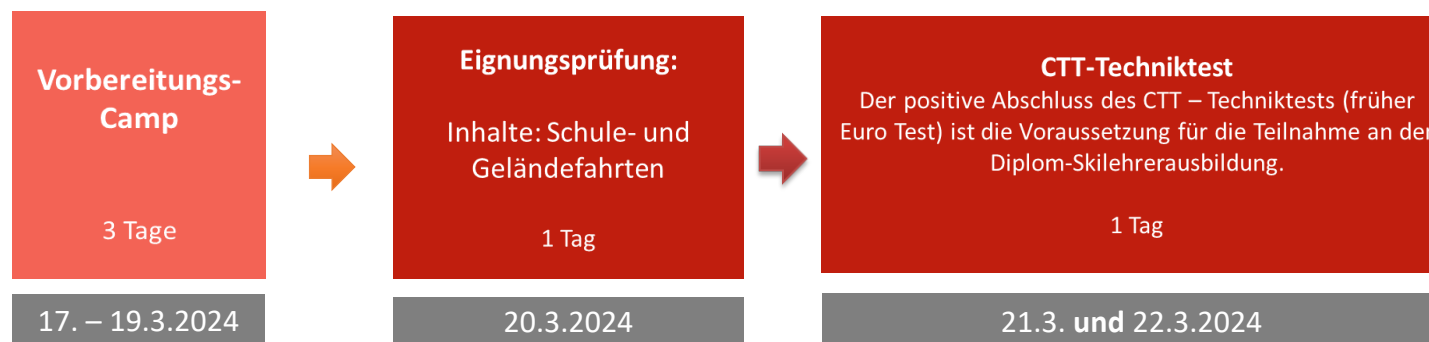 Vorbereitungs-
Camp
3 Tage
17. – 19.3.2024
Eignungsprüfung:
Inhalte: Schule- und
Geländefahrten
1 Tag
20.3.2024
CTT-Techniktest
Der positive Abschluss des CTT – Techniktests (früher
Euro Test) ist die Voraussetzung für die Teilnahme an der
Diplom-Skilehrerausbildung.
1 Tag
21.3. und 22.3.2024